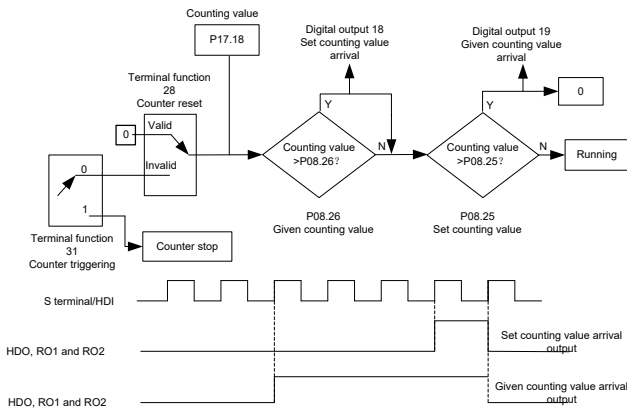 Counting value
P17.18
Digital output 18
Set counting value
arrival
Digital output 19
Given counting value
arrival
Terminal function
28
Counter reset
0
Valid
Invalid
Y
Counting value
>P08.26?
N
Y
Counting value
>P08.25?
N
0
Running
0
1
Terminal function
31
Counter triggering
Counter stop
P08.26
Given counting value
P08.25
Set counting value
S terminal/HDI
HDO, RO1 and RO2
Set counting value arrival
output
HDO, RO1 and RO2
Given counting value arrival
output